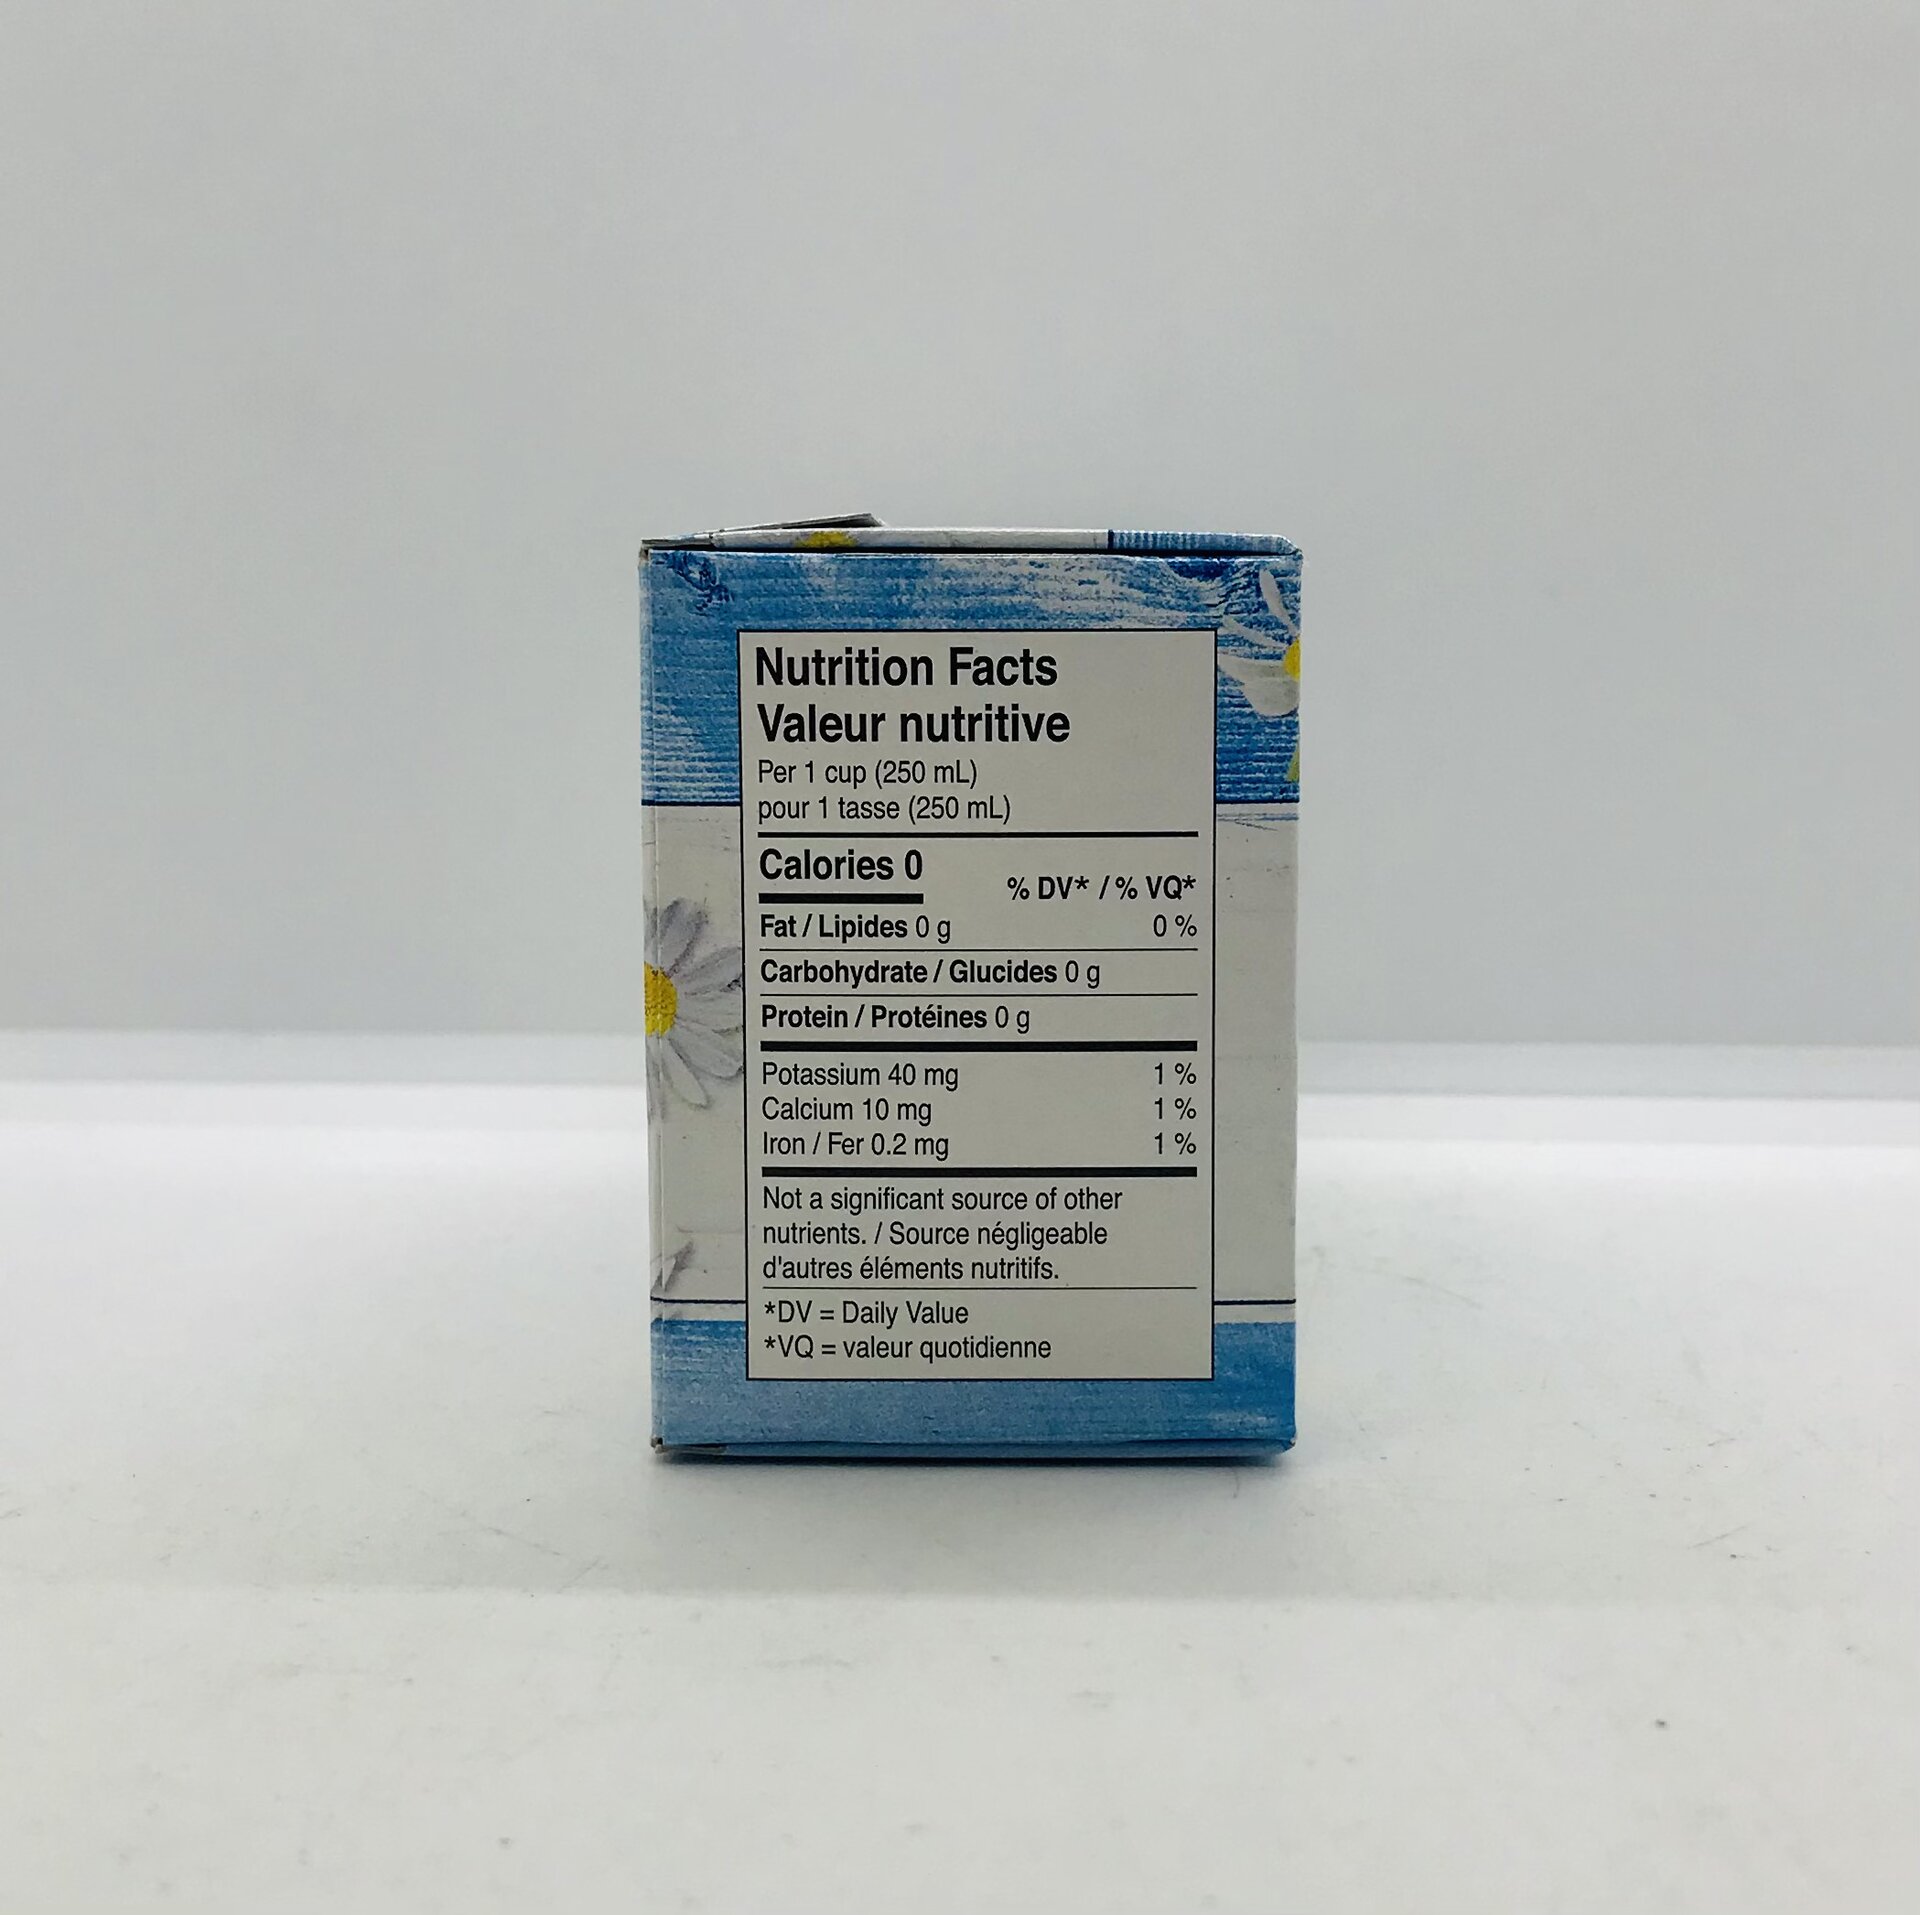 Nutrition Facts
Valeur nutritive
Per 1 cup (250 mL)
pour 1 tasse (250 mL)
Calories 0
% DV* / % VQ*
Fat / Lipides 0 g 0 %
Carbohydrate / Glucides 0 g
Protein / Protéines 0 g
Potassium 40 mg 1 %
Calcium 10 mg 1 %
Iron / Fer 0.2 mg 1 %
Not a significant source of other
nutrients. / Source négligeable
d'autres éléments nutritifs.
*DV = Daily Value
*VQ = valeur quotidienne